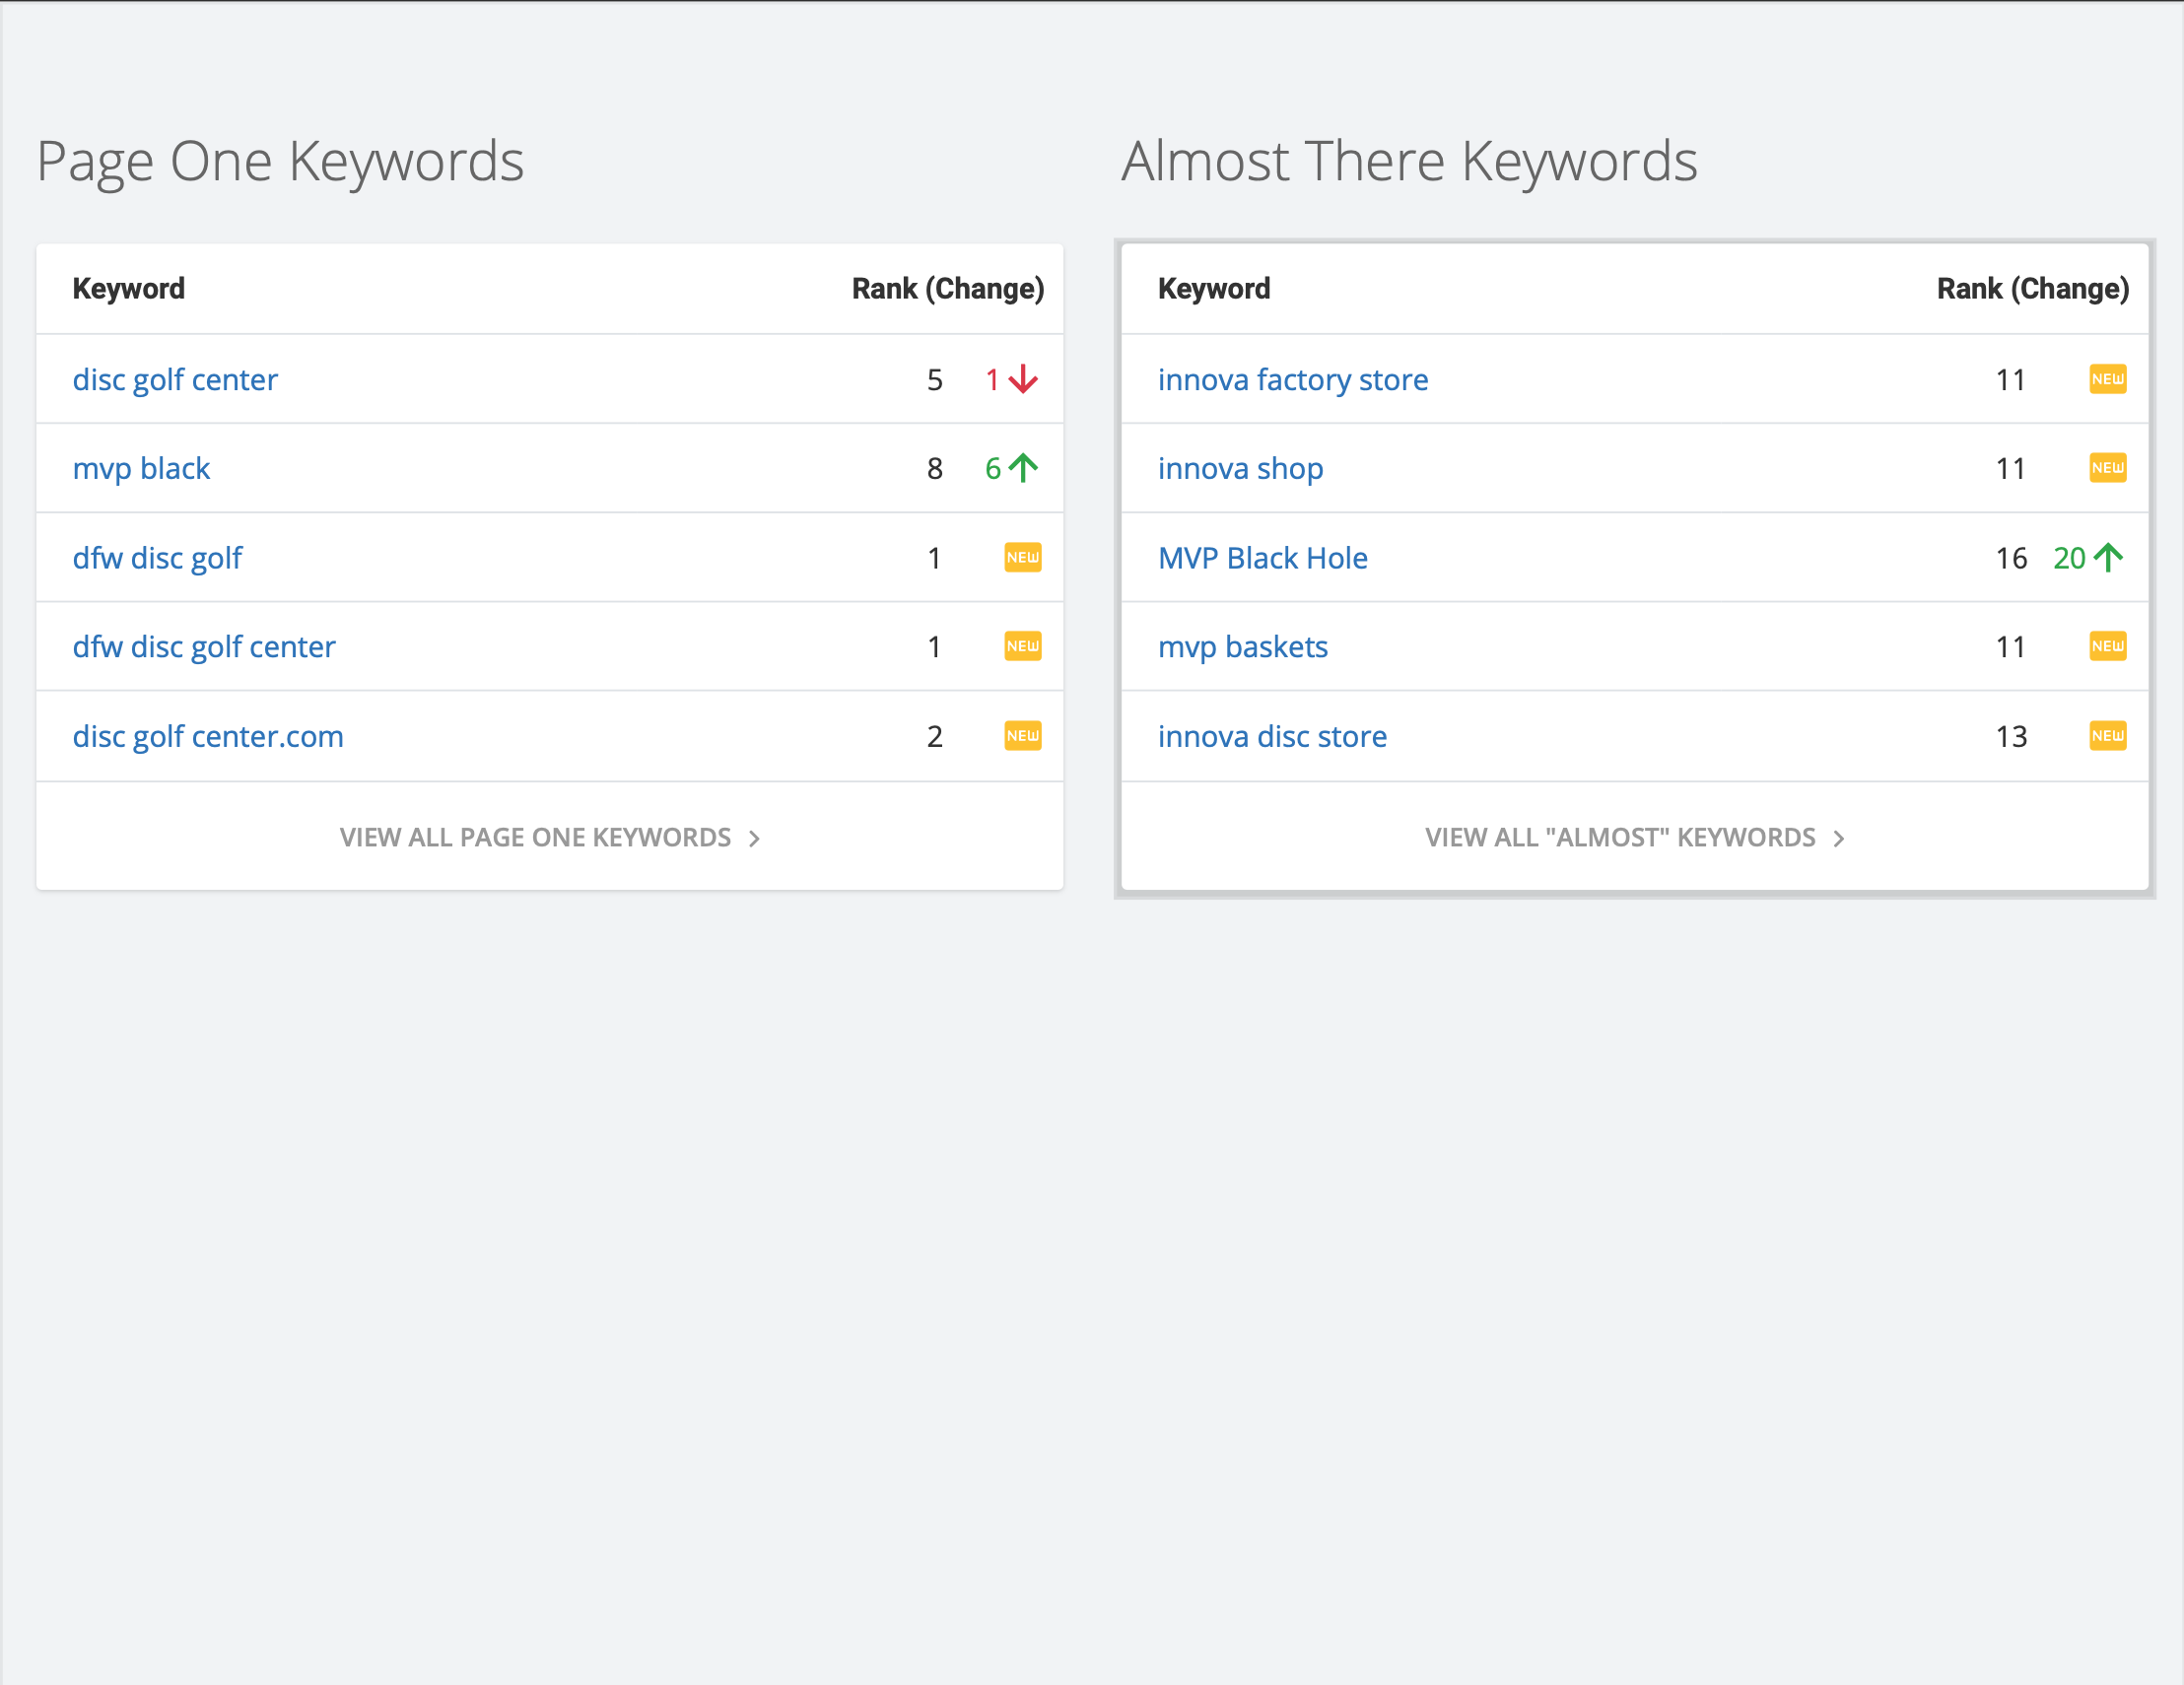 Page One Keywords
Keyword Rank (Change)
disc golf center 5 1
mvp black 8 6
dfw disc golf 1 NEW
dfw disc golf center 1 NEW
disc golf center.com 2 NEW
VIEW ALL PAGE ONE KEYWORDS
Almost There Keywords
Keyword Rank (Change)
innova factory store 11 NEW
innova shop 11 NEW
MVP Black Hole 16 20
mvp baskets 11 NEW
innova disc store 13 NEW
VIEW ALL "ALMOST" KEYWORDS